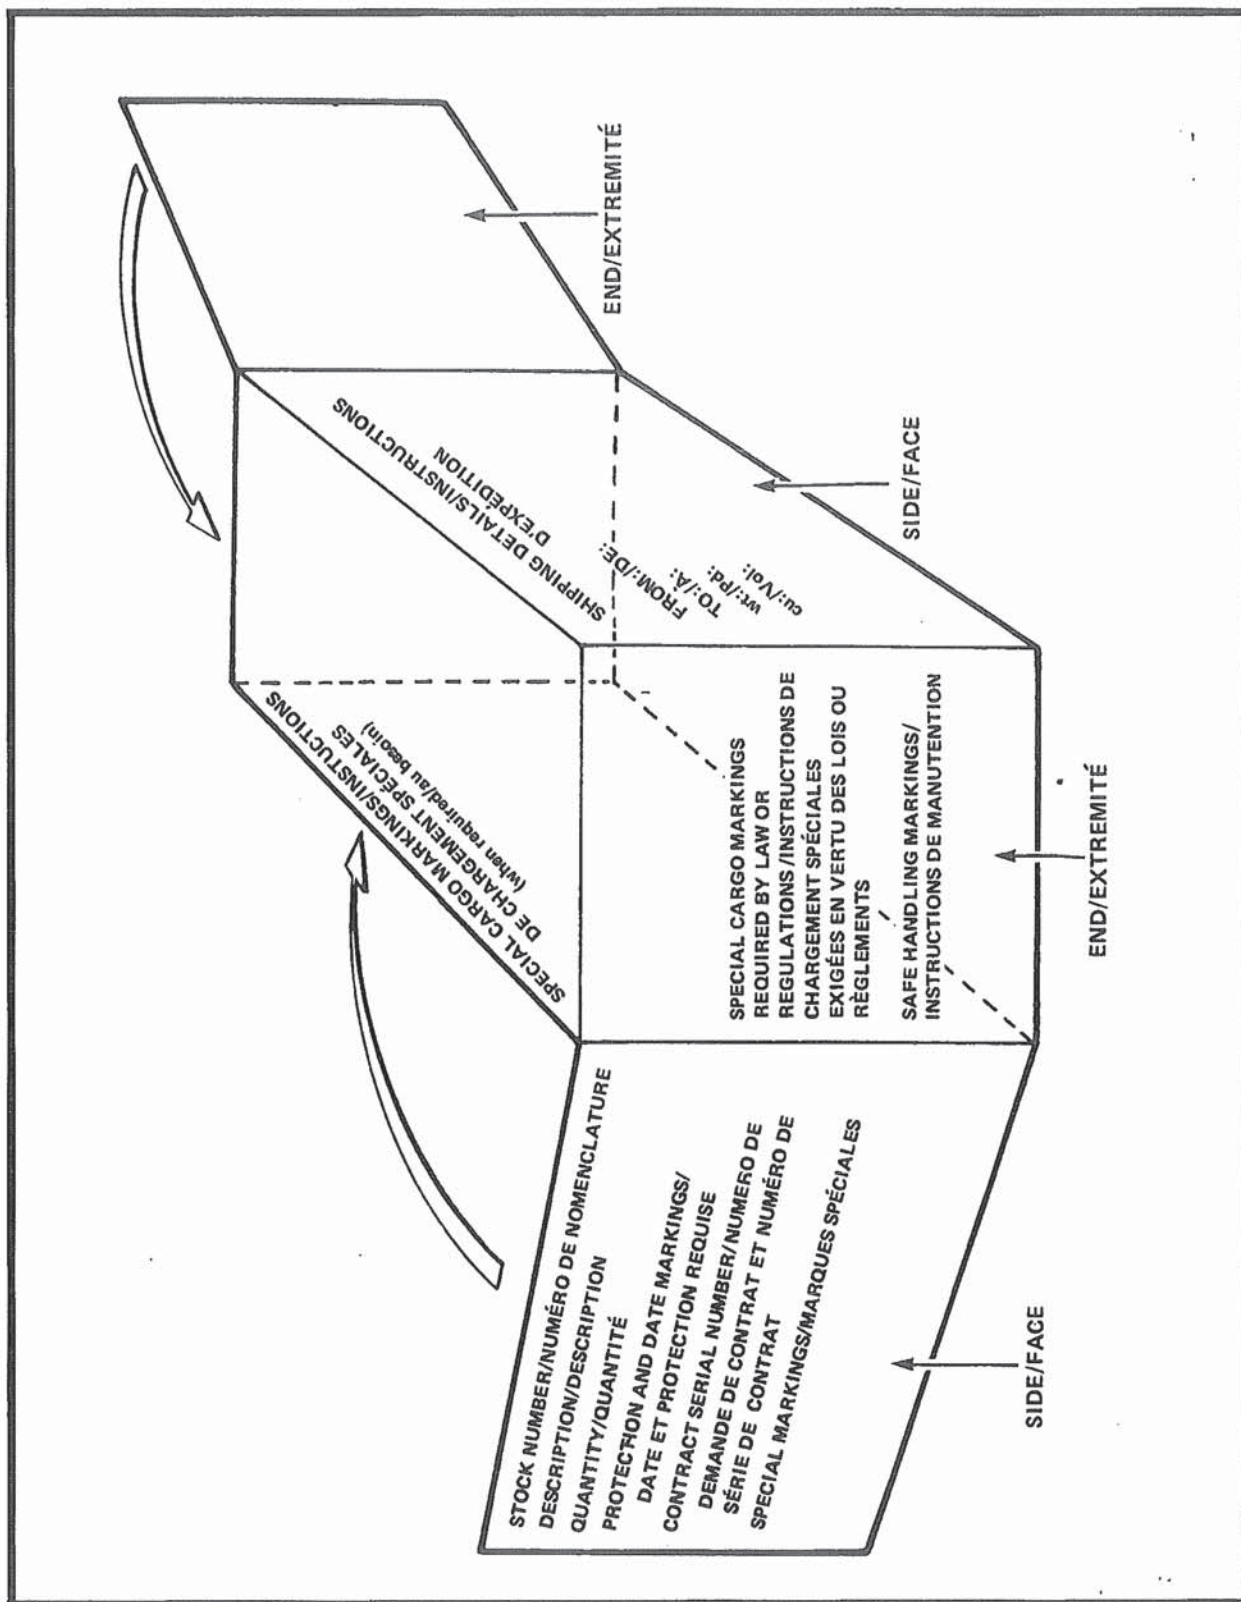 STOCK NUMBER/NUMÉRO DE NOMENCLATURE
DESCRIPTION/DESCRIPTION
QUANTITY/QUANTITÉ
PROTECTION AND DATE MARKINGS/
DATE ET PROTECTION REQUISE
CONTRACT SERIAL NUMBER/NUMERO DE
DEMANDE DE CONTRAT ET NUMÉRO DE
SÉRIE DE CONTRAT
SPECIAL MARKINGS/MARQUES SPÉCIALES
SIDE/FACE
SPECIAL CARGO MARKINGS/INSTUCTIONS
DE CHARGEMENT SPÉCIALES
(when required/au besoin)
SPECIAL CARGO MARKINGS
REQUIRED BY LAW OR
REGULATIONS/INSTRUCTIONS DE
CHARGEMENT SPÉCIALES
EXIGÉES EN VERTU DES LOIS OU
RÈGLEMENTS
SAFE HANDLING MARKINGS/
INSTRUCTIONS DE MANUTENTION
END/EXTREMITÉ
SHIPPING DETAILS/INSTRUCTIONS
D'EXPÉDITION
FROM:/DE:
TO:/A:
wt:/Pd:
cu:/Vol:
SIDE/FACE
END/EXTREMITÉ